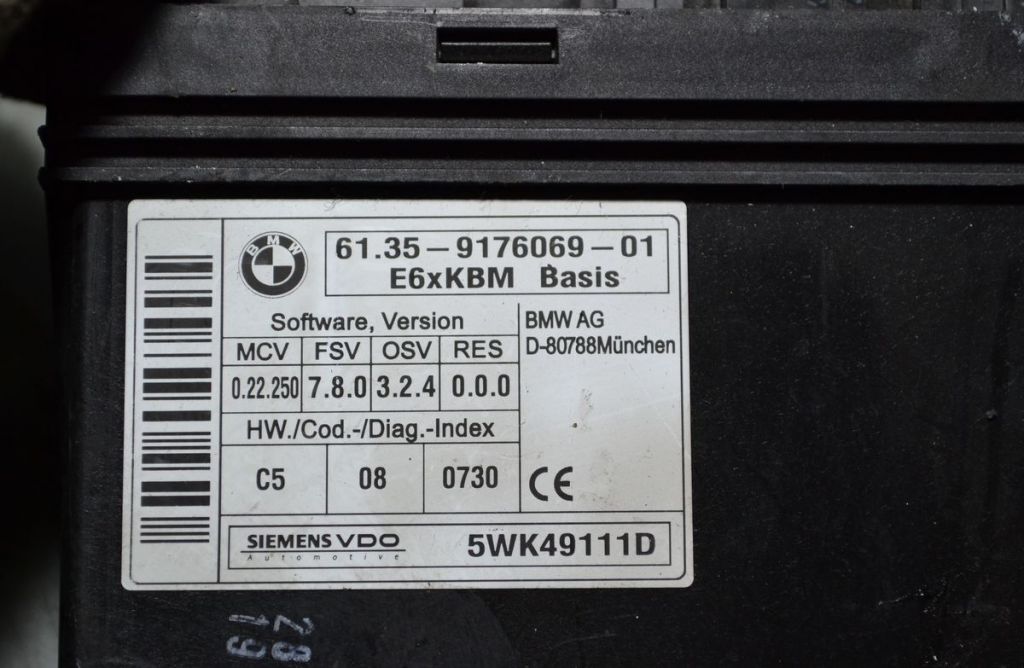 BMW
61.35 – 9176069 – 01
E6xKBM Basis
Software, Version
MCV FSV OSV RES
0.22.250 7.8.0 3.2.4 0.0.0
BMW AG
D-80788München
HW./Cod.-/Diag.-Index
C5 08 0730
CE
SIEMENS VDO
Automotive
5WK49111D
28
19